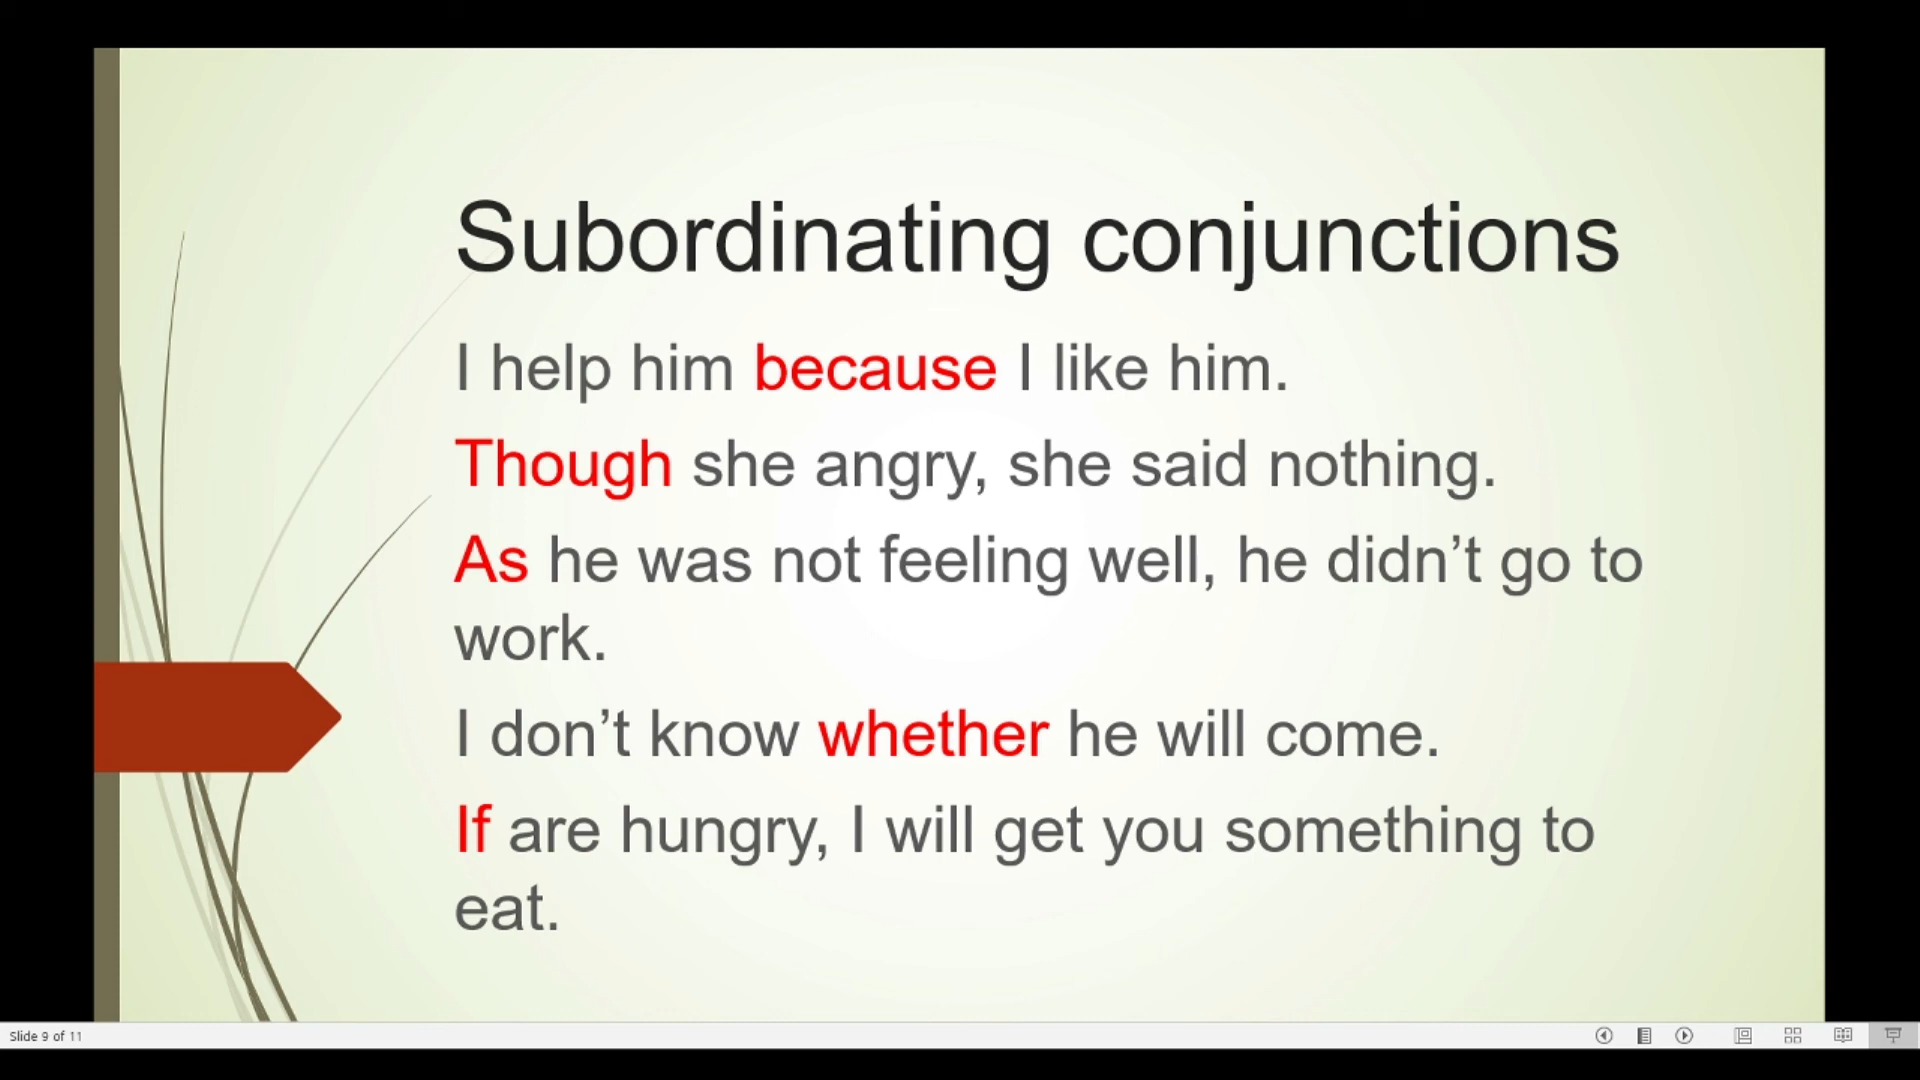 Subordinating conjunctions
I help him because I like him.
Though she angry, she said nothing.
As he was not feeling well, he didn’t go to
work.
I don’t know whether he will come.
If are hungry, I will get you something to
eat.
Slide 9 of 11